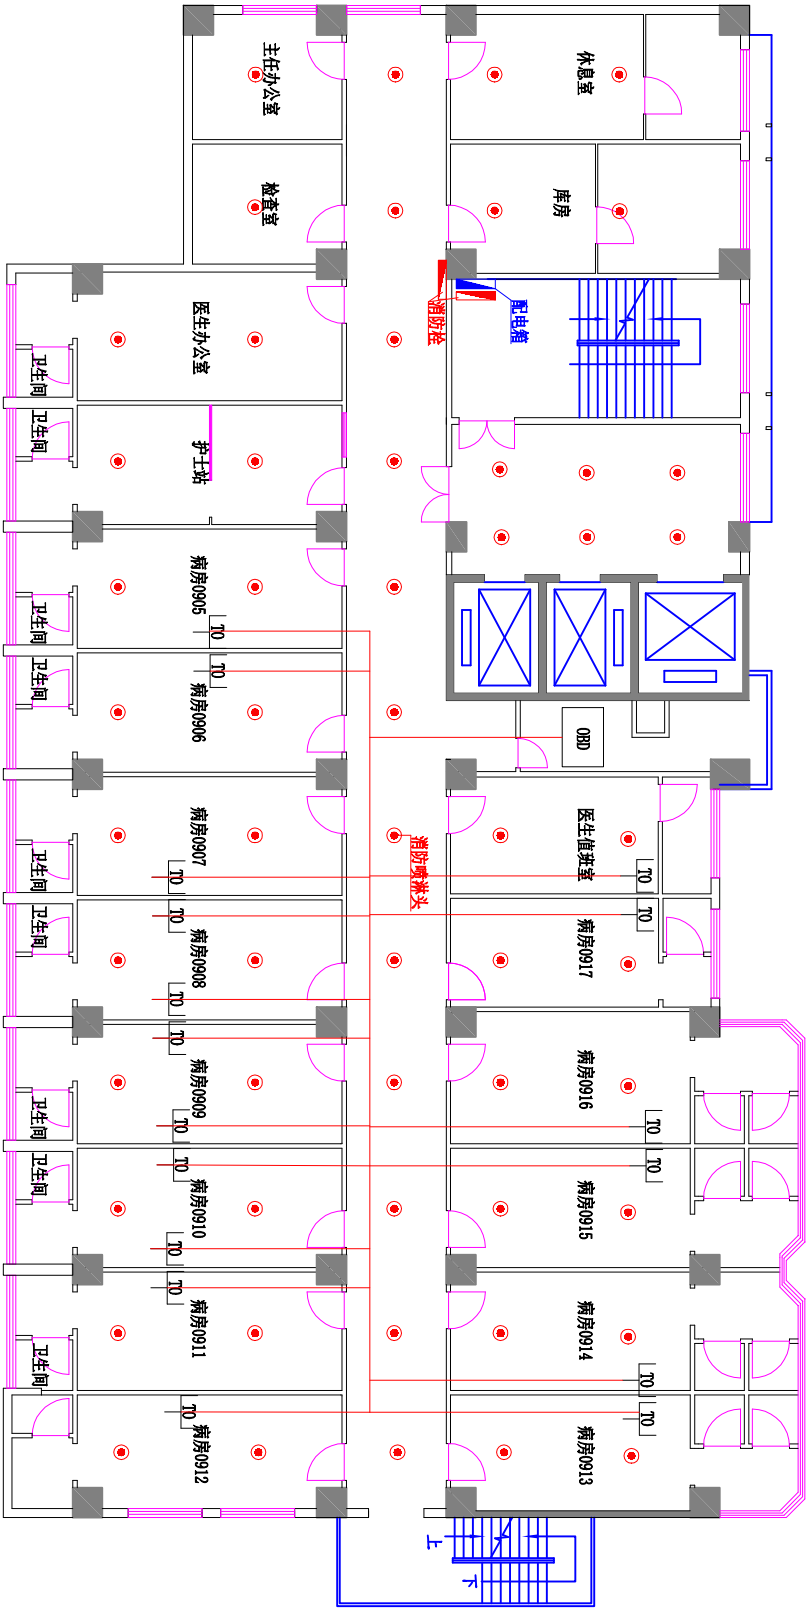 主任办公室
休息室
检查室
库房
医生办公室
消防栓
配电箱
卫生间
卫生间
护士站
病房0905
卫生间
TO
TO
卫生间
病房0906
OBD
病房0907
消防喷淋头
医生值班室
卫生间
TO
TO
TO
TO
卫生间
病房0908
病房0917
TO
TO
病房0909
病房0916
卫生间
TO
TO
卫生间
TO
TO
病房0910
病房0915
TO
TO
病房0911
病房0914
卫生间
TO
TO
TO
病房0912
病房0913
上
下